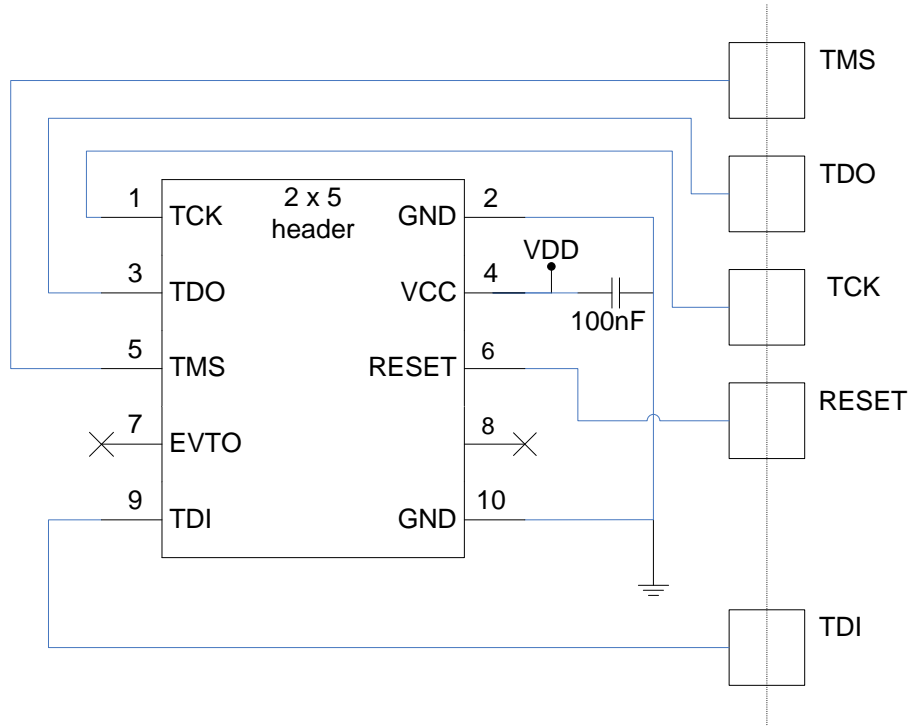 TMS
TDO
TCK
RESET
TDI
2 x 5
header
1
TCK
GND
2
VDD
3
TDO
VCC
4
100nF
5
TMS
RESET
6
7
EVTO
8
9
TDI
GND
10